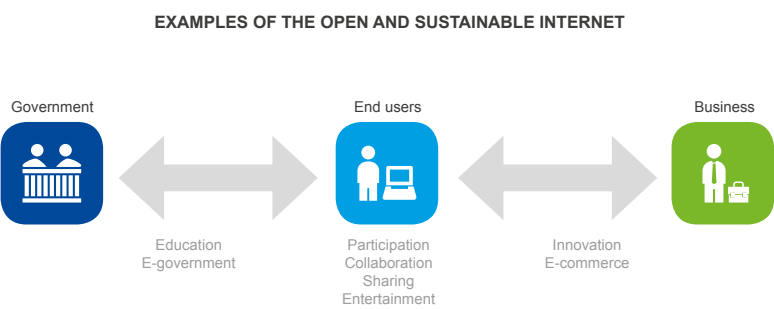 EXAMPLES OF THE OPEN AND SUSTAINABLE INTERNET
Government
End users
Business
Education
E-government
Participation
Collaboration
Sharing
Entertainment
Innovation
E-commerce